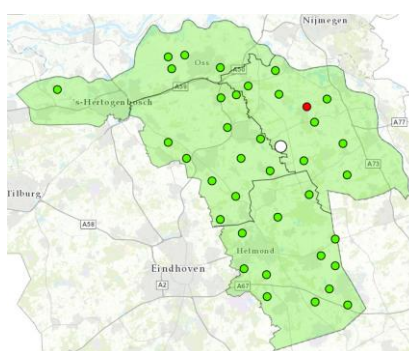 Nijmegen
Oss
A50
A59
's-Hertogenbosch
A77
A73
Tilburg
A58
Helmond
Eindhoven
A2
A67